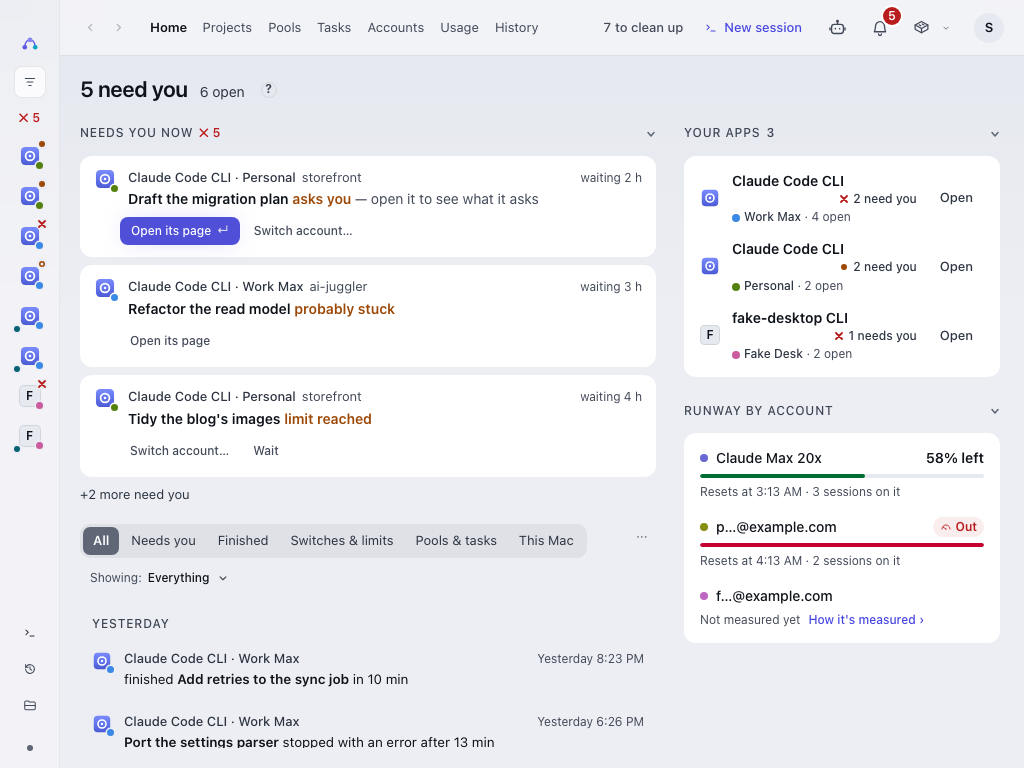 Home Projects Pools Tasks Accounts Usage History 7 to clean up New session 5 S
5
5 need you 6 open ?
NEEDS YOU NOW 5
Claude Code CLI · Personal storefront waiting 2 h
Draft the migration plan asks you — open it to see what it asks
Open its page Switch account...
Claude Code CLI · Work Max ai-juggler waiting 3 h
Refactor the read model probably stuck
Open its page
Claude Code CLI · Personal storefront waiting 4 h
Tidy the blog's images limit reached
Switch account... Wait
+2 more need you
All Needs you Finished Switches & limits Pools & tasks This Mac ...
Showing: Everything
YESTERDAY
Claude Code CLI · Work Max Yesterday 8:23 PM
finished Add retries to the sync job in 10 min
Claude Code CLI · Work Max Yesterday 6:26 PM
Port the settings parser stopped with an error after 13 min
YOUR APPS 3
Claude Code CLI
2 need you Open
Work Max · 4 open
Claude Code CLI
2 need you Open
Personal · 2 open
F fake-desktop CLI
1 needs you Open
Fake Desk · 2 open
RUNWAY BY ACCOUNT
Claude Max 20x 58% left
Resets at 3:13 AM · 3 sessions on it
p...@example.com Out
Resets at 4:13 AM · 2 sessions on it
f...@example.com
Not measured yet How it's measured ›
F
F